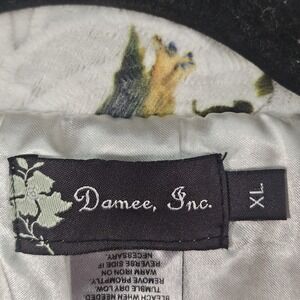 Damee, Inc.
XL
BLEACH WHEN NEEDED
TUMBLE DRY LOW.
REMOVE PROMPTLY.
WARM IRON ON
REVERSE SIDE IF
NECESSARY.